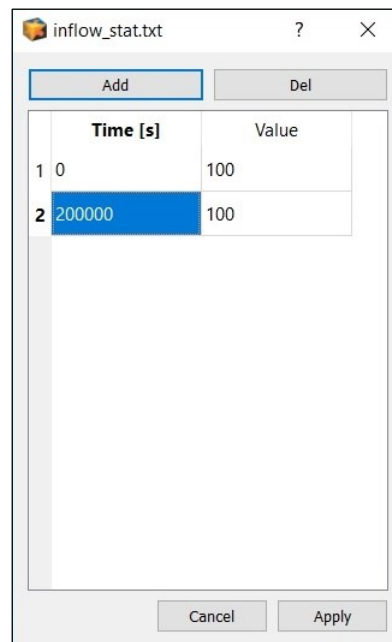 inflow_stat.txt ? ×
Add Del
Time [s] Value
1 0 100
2 200000 100
Cancel Apply